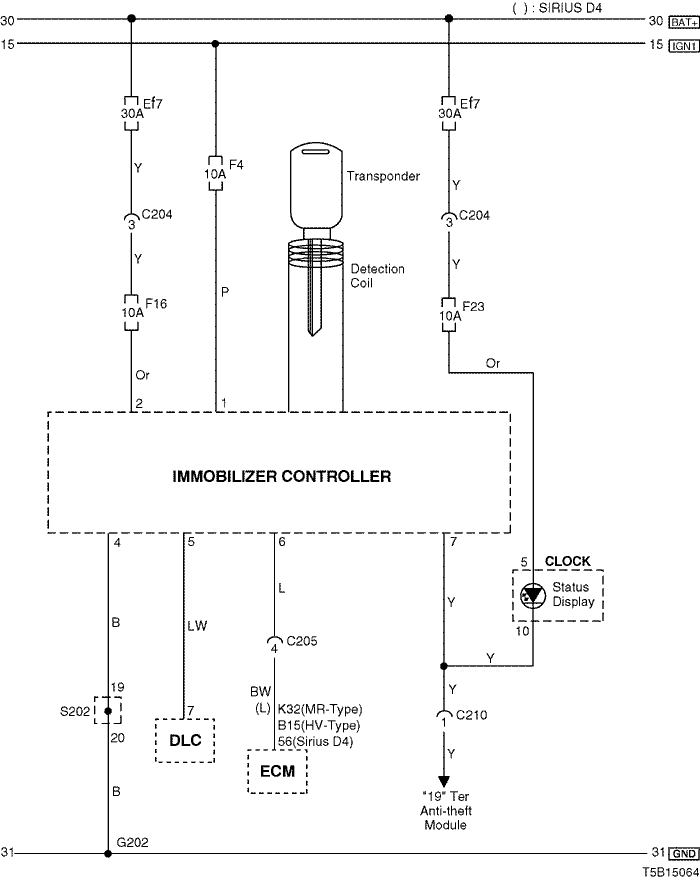 ( ) : SIRIUS D4
30 30 BAT+
15 15 IGN1
Ef7
30A
Ef7
30A
F4
10A
Transponder
Y
Y
C204
3
C204
3
Y
Y
Detection
Coil
P
F16
10A
F23
10A
Or
Or
2
1
IMMOBILIZER CONTROLLER
4
5
6
7
5
CLOCK
Status
Display
10
L
Y
B
LW
C205
4
Y
19
S202
20
7
DLC
BW
(L)
K32(MR-Type)
B15(HV-Type)
56(Sirius D4)
ECM
Y
C210
1
Y
B
"19" Ter
Anti-theft
Module
G202
31 31 GND
T5B15064